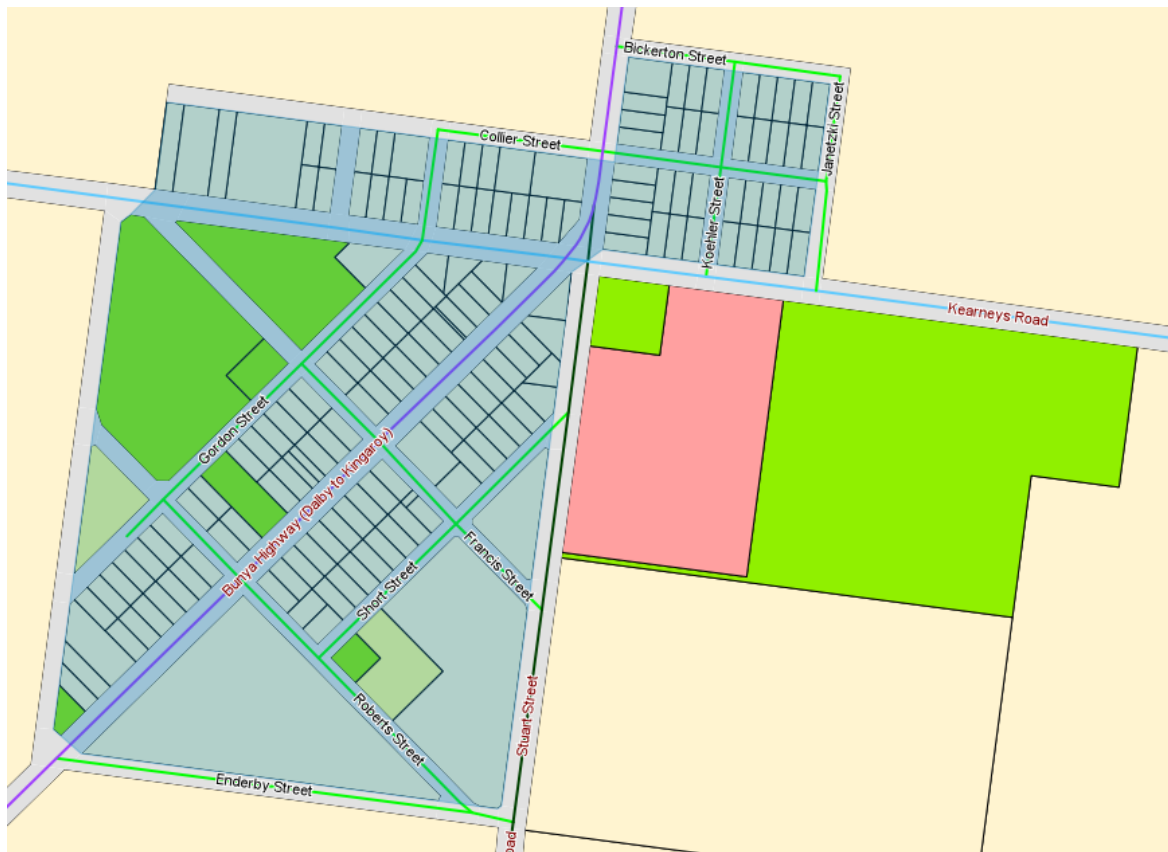 Bickerton Street
Collier Street
Janetzki Street
Koehler Street
Kearneys Road
Gordon Street
Bunya Highway (Dalby to Kingaroy)
Francis Street
Short Street
Roberts Street
Stuart Street
Enderby Street
oad